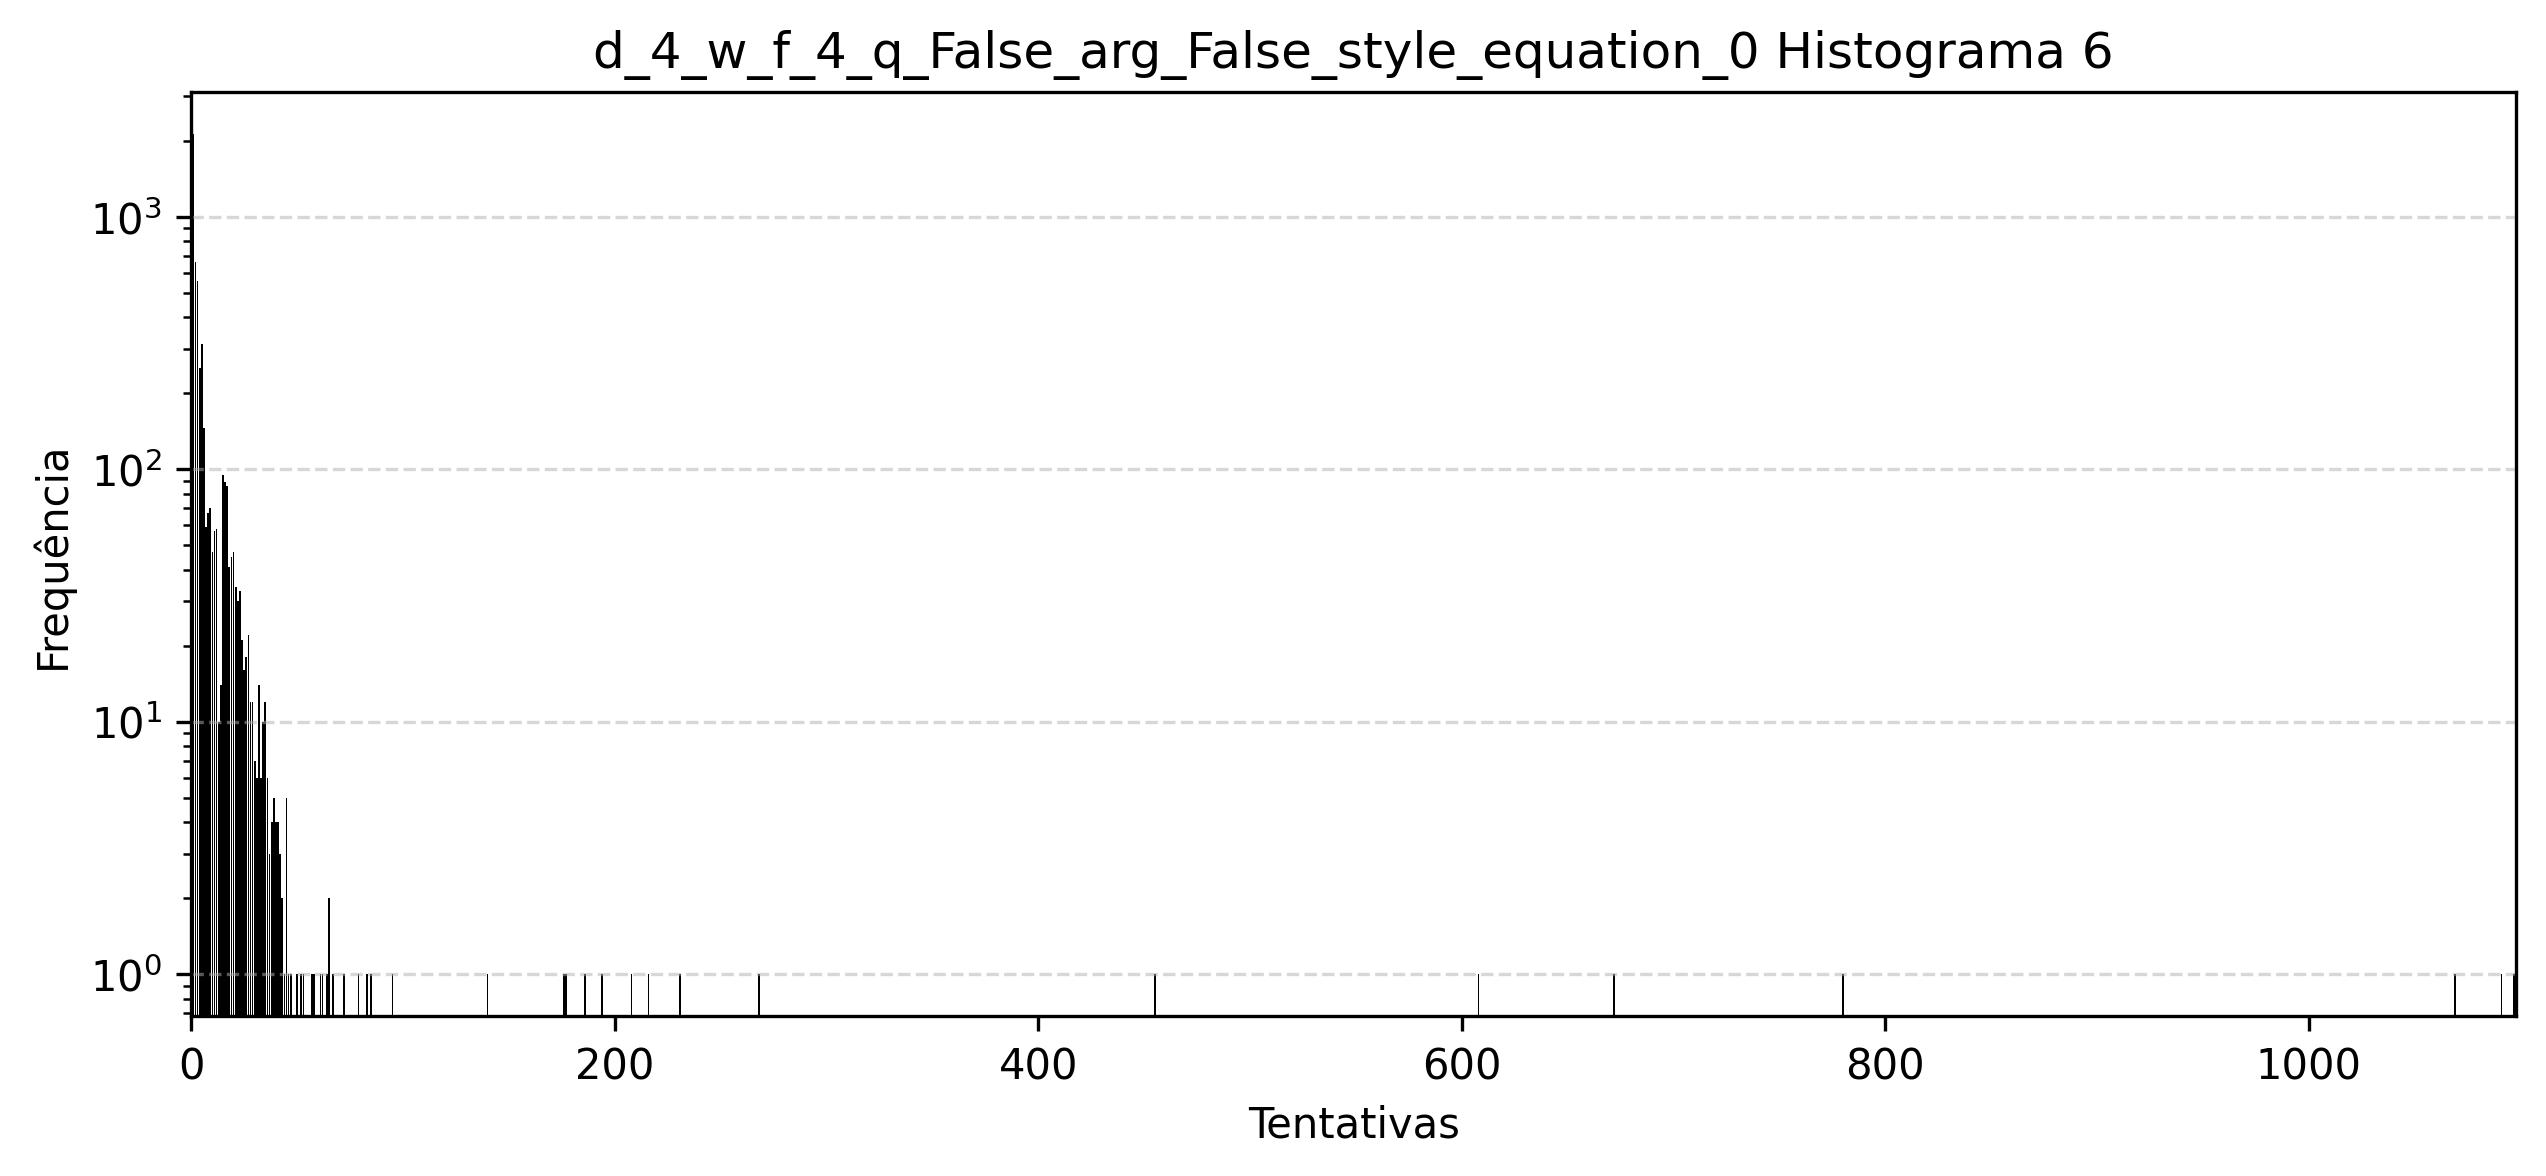 d_4_w_f_4_q_False_arg_False_style_equation_0 Histograma 6
Frequência
10³
10²
10¹
10⁰
0 200 400 600 800 1000
Tentativas